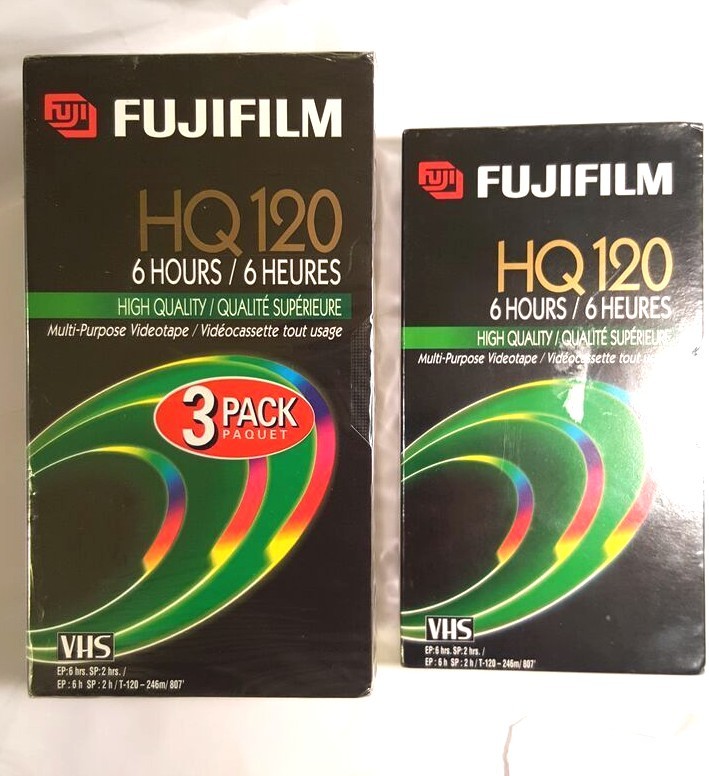 Fuji FUJIFILM
HQ 120
6 HOURS / 6 HEURES
HIGH QUALITY / QUALITÉ SUPÉRIEURE
Multi-Purpose Videotape / Vidéocassette tout usage
3 PACK
PAQUET
VHS
EP:6 hrs. SP:2 hrs. /
EP : 6 h SP : 2 h / T-120 – 246m/ 807'
Fuji FUJIFILM
HQ 120
6 HOURS / 6 HEURES
HIGH QUALITY / QUALITÉ SUPÉRIEURE
Multi-Purpose Videotape / Vidéocassette tout
VHS
EP:6 hrs. SP:2 hrs. /
EP : 6 h SP : 2 h / T-120 – 246m/ 807'